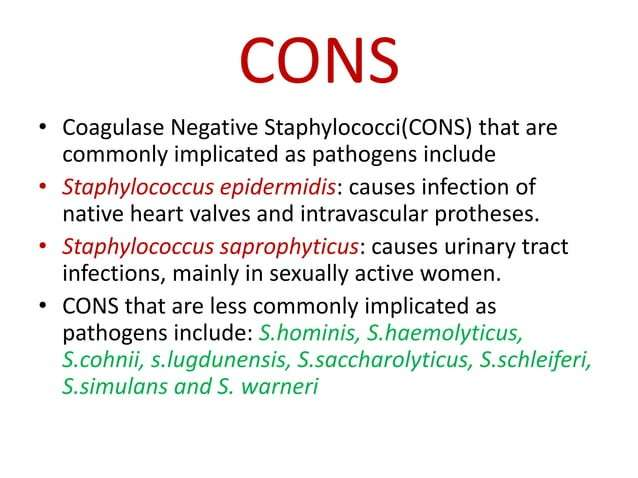 CONS
• Coagulase Negative Staphylococci(CONS) that are
commonly implicated as pathogens include
• Staphylococcus epidermidis: causes infection of
native heart valves and intravascular protheses.
• Staphylococcus saprophyticus: causes urinary tract
infections, mainly in sexually active women.
• CONS that are less commonly implicated as
pathogens include: S.hominis, S.haemolyticus,
S.cohnii, s.lugdunensis, S.saccharolyticus, S.schleiferi,
S.simulans and S. warneri